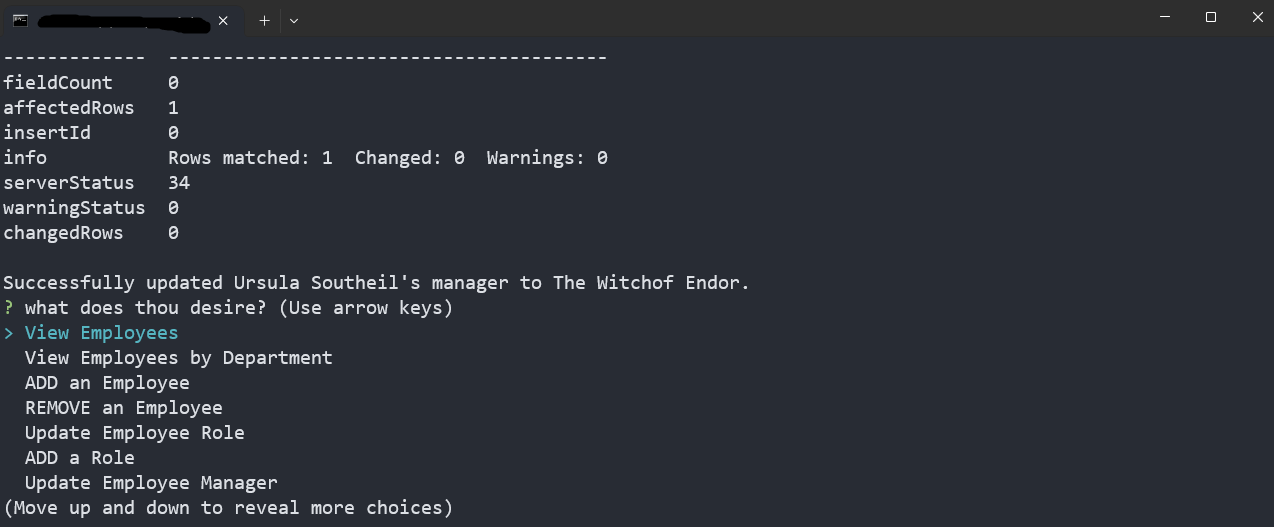 -------------  ----------------------------------------
fieldCount     0
affectedRows   1
insertId       0
info           Rows matched: 1  Changed: 0  Warnings: 0
serverStatus   34
warningStatus  0
changedRows    0
Successfully updated Ursula Southeil's manager to The Witchof Endor.
? what does thou desire? (Use arrow keys)
> View Employees
  View Employees by Department
  ADD an Employee
  REMOVE an Employee
  Update Employee Role
  ADD a Role
  Update Employee Manager
(Move up and down to reveal more choices)